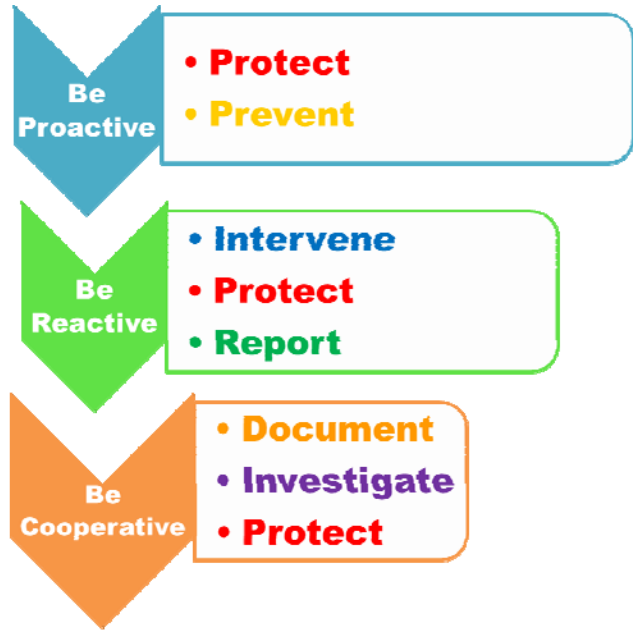 Be
Proactive
• Protect
• Prevent
Be
Reactive
• Intervene
• Protect
• Report
Be
Cooperative
• Document
• Investigate
• Protect